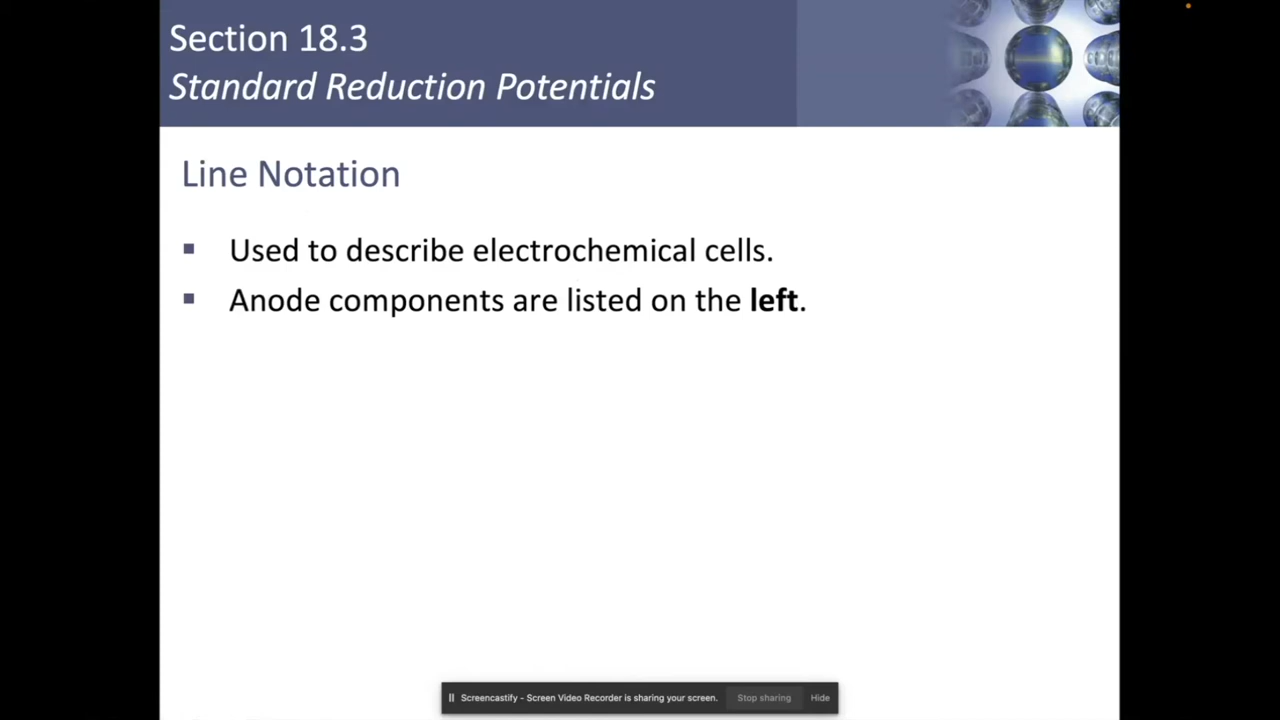 Section 18.3
Standard Reduction Potentials
Line Notation
▪ Used to describe electrochemical cells.
▪ Anode components are listed on the left.
Screencastify - Screen Video Recorder is sharing your screen. Stop sharing Hide